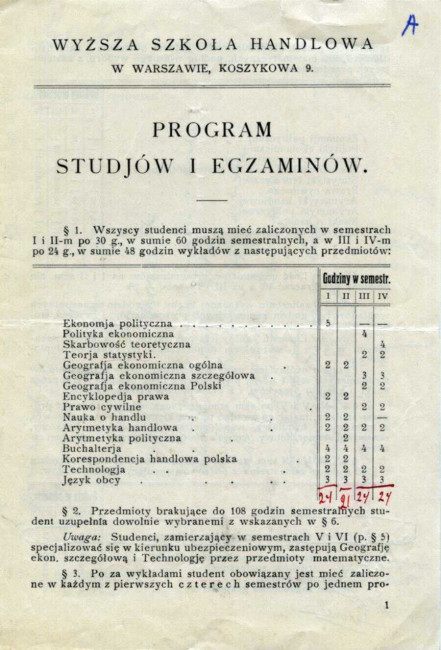 A
WYŻSZA SZKOŁA HANDLOWA
W WARSZAWIE, KOSZYKOWA 9.
PROGRAM
STUDJÓW I EGZAMINÓW.
§ 1. Wszyscy studenci muszą mieć zaliczonych w semestrach
I i II-m po 30 g., w sumie 60 godzin semestralnych, a w III i IV-m
po 24 g., w sumie 48 godzin wykładów z następujących przedmiotów:
Godziny w semestr.
I II III IV
Ekonomja polityczna . . . . . . . . . . . 5 — —
Polityka ekonomiczna 4
Skarbowość teoretyczna 4
Teorja statystyki. 2 2
Geografja ekonomiczna ogólna . 2 2
Geografja ekonomiczna szczegółowa . . 3 3
Geografja ekonomiczna Polski 2 2
Encyklopedja prawa 2 2
Prawo cywilne . 2 2
Nauka o handlu . . . 2 2 —
Arytmetyka handlowa . . . 2 2 2 2
Arytmetyka polityczna . 2
Buchalterja . . . 4 4 4 4
Korespondencja handlowa polska . 2 2
Technologja . . . . 2 2 2 2
Język obcy . . . . 3 3 3 3
24 21 24 24
§ 2. Przedmioty brakujące do 108 godzin semestralnych stu-
dent uzupełnia dowolnie wybranemi z wskazanych w § 6.
Uwaga: Studenci, zamierzający w semestrach V i VI (p. § 5)
specjalizować się w kierunku ubezpieczeniowym, zastępują Geografję
ekon. szczegółową i Technologję przez przedmioty matematyczne.
§ 3. Po za wykładami student obowiązany jest mieć zaliczo-
ne w każdym z pierwszych czterech semestrów po jednem pro-
1